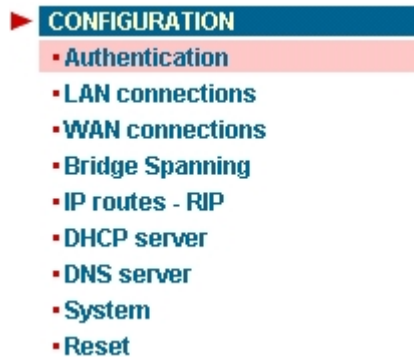 CONFIGURATION
Authentication
LAN connections
WAN connections
Bridge Spanning
IP routes - RIP
DHCP server
DNS server
System
Reset